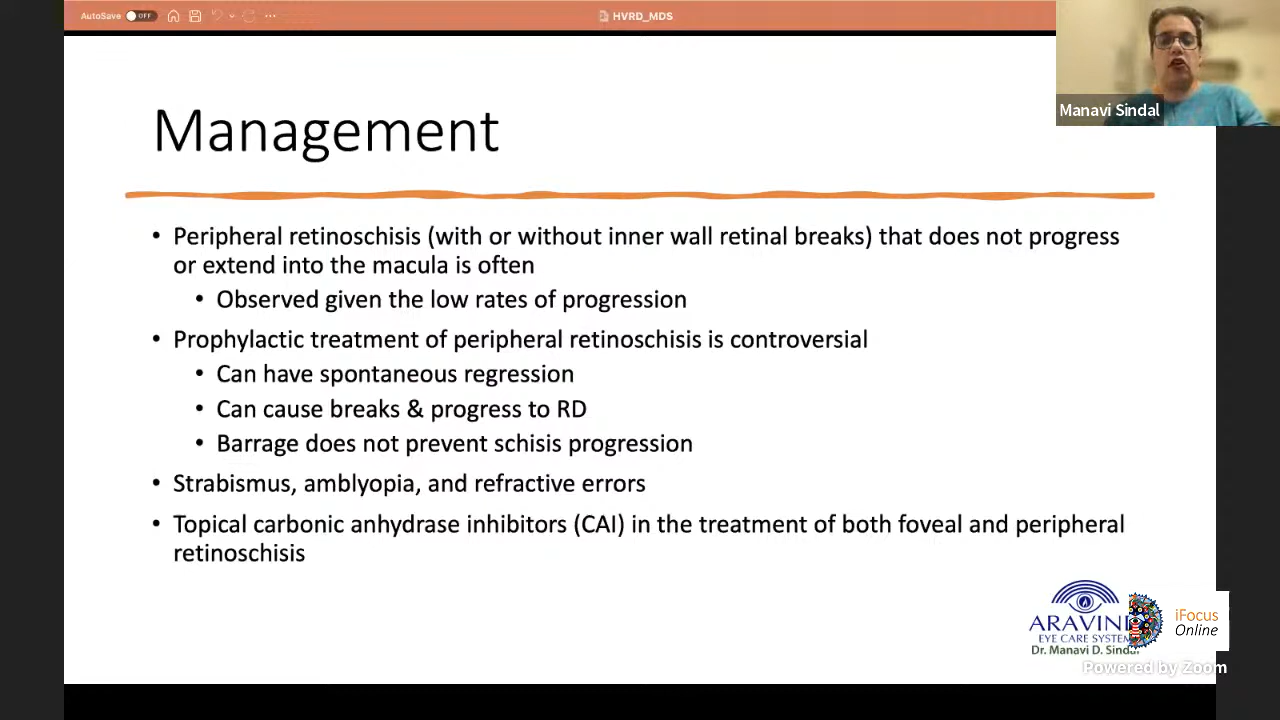 AutoSave OFF
HVRD_MDS
Manavi Sindal
Management
• Peripheral retinoschisis (with or without inner wall retinal breaks) that does not progress
or extend into the macula is often
• Observed given the low rates of progression
• Prophylactic treatment of peripheral retinoschisis is controversial
• Can have spontaneous regression
• Can cause breaks & progress to RD
• Barrage does not prevent schisis progression
• Strabismus, amblyopia, and refractive errors
• Topical carbonic anhydrase inhibitors (CAI) in the treatment of both foveal and peripheral
retinoschisis
ARAVIND
EYE CARE SYSTEM
Dr. Manavi D. Sindal
iFocus
Online
Powered by Zoom